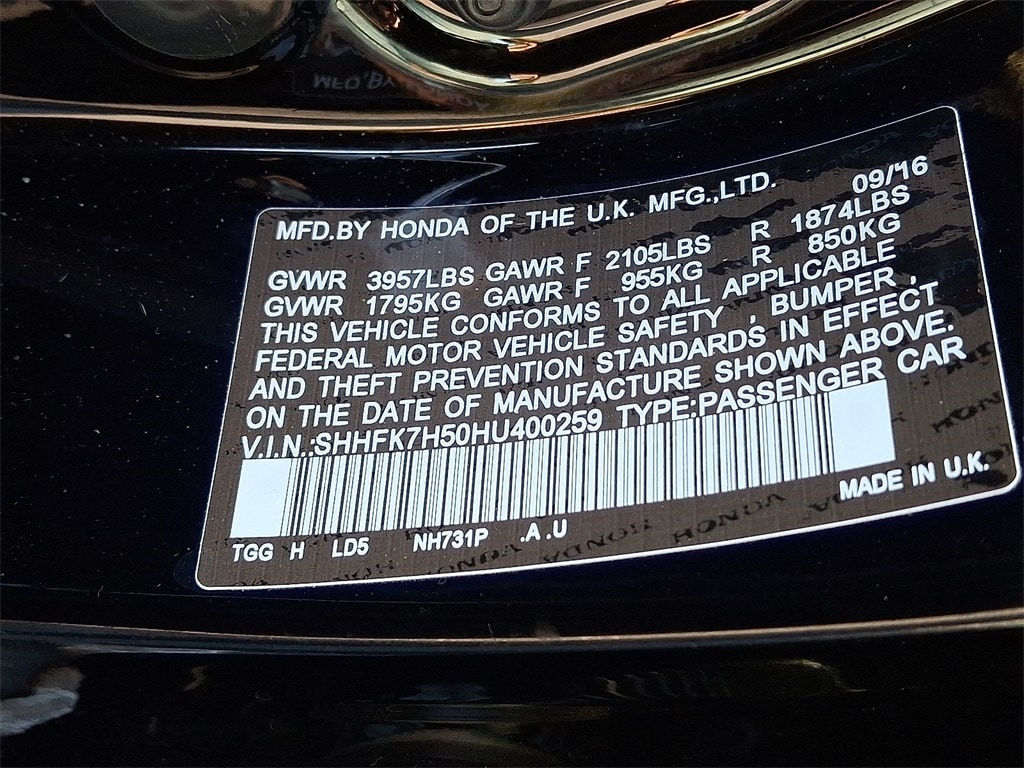 MFD.BY HONDA OF THE U.K. MFG.,LTD. 09/'16
GVWR 3957LBS GAWR F 2105LBS R 1874LBS
GVWR 1795KG GAWR F 955KG R 850KG
THIS VEHICLE CONFORMS TO ALL APPLICABLE
FEDERAL MOTOR VEHICLE SAFETY , BUMPER ,
AND THEFT PREVENTION STANDARDS IN EFFECT
ON THE DATE OF MANUFACTURE SHOWN ABOVE.
V.I.N.:SHHFK7H50HU400259 TYPE:PASSENGER CAR
MADE IN U.K.
TGG H LD5 NH731P .A .U